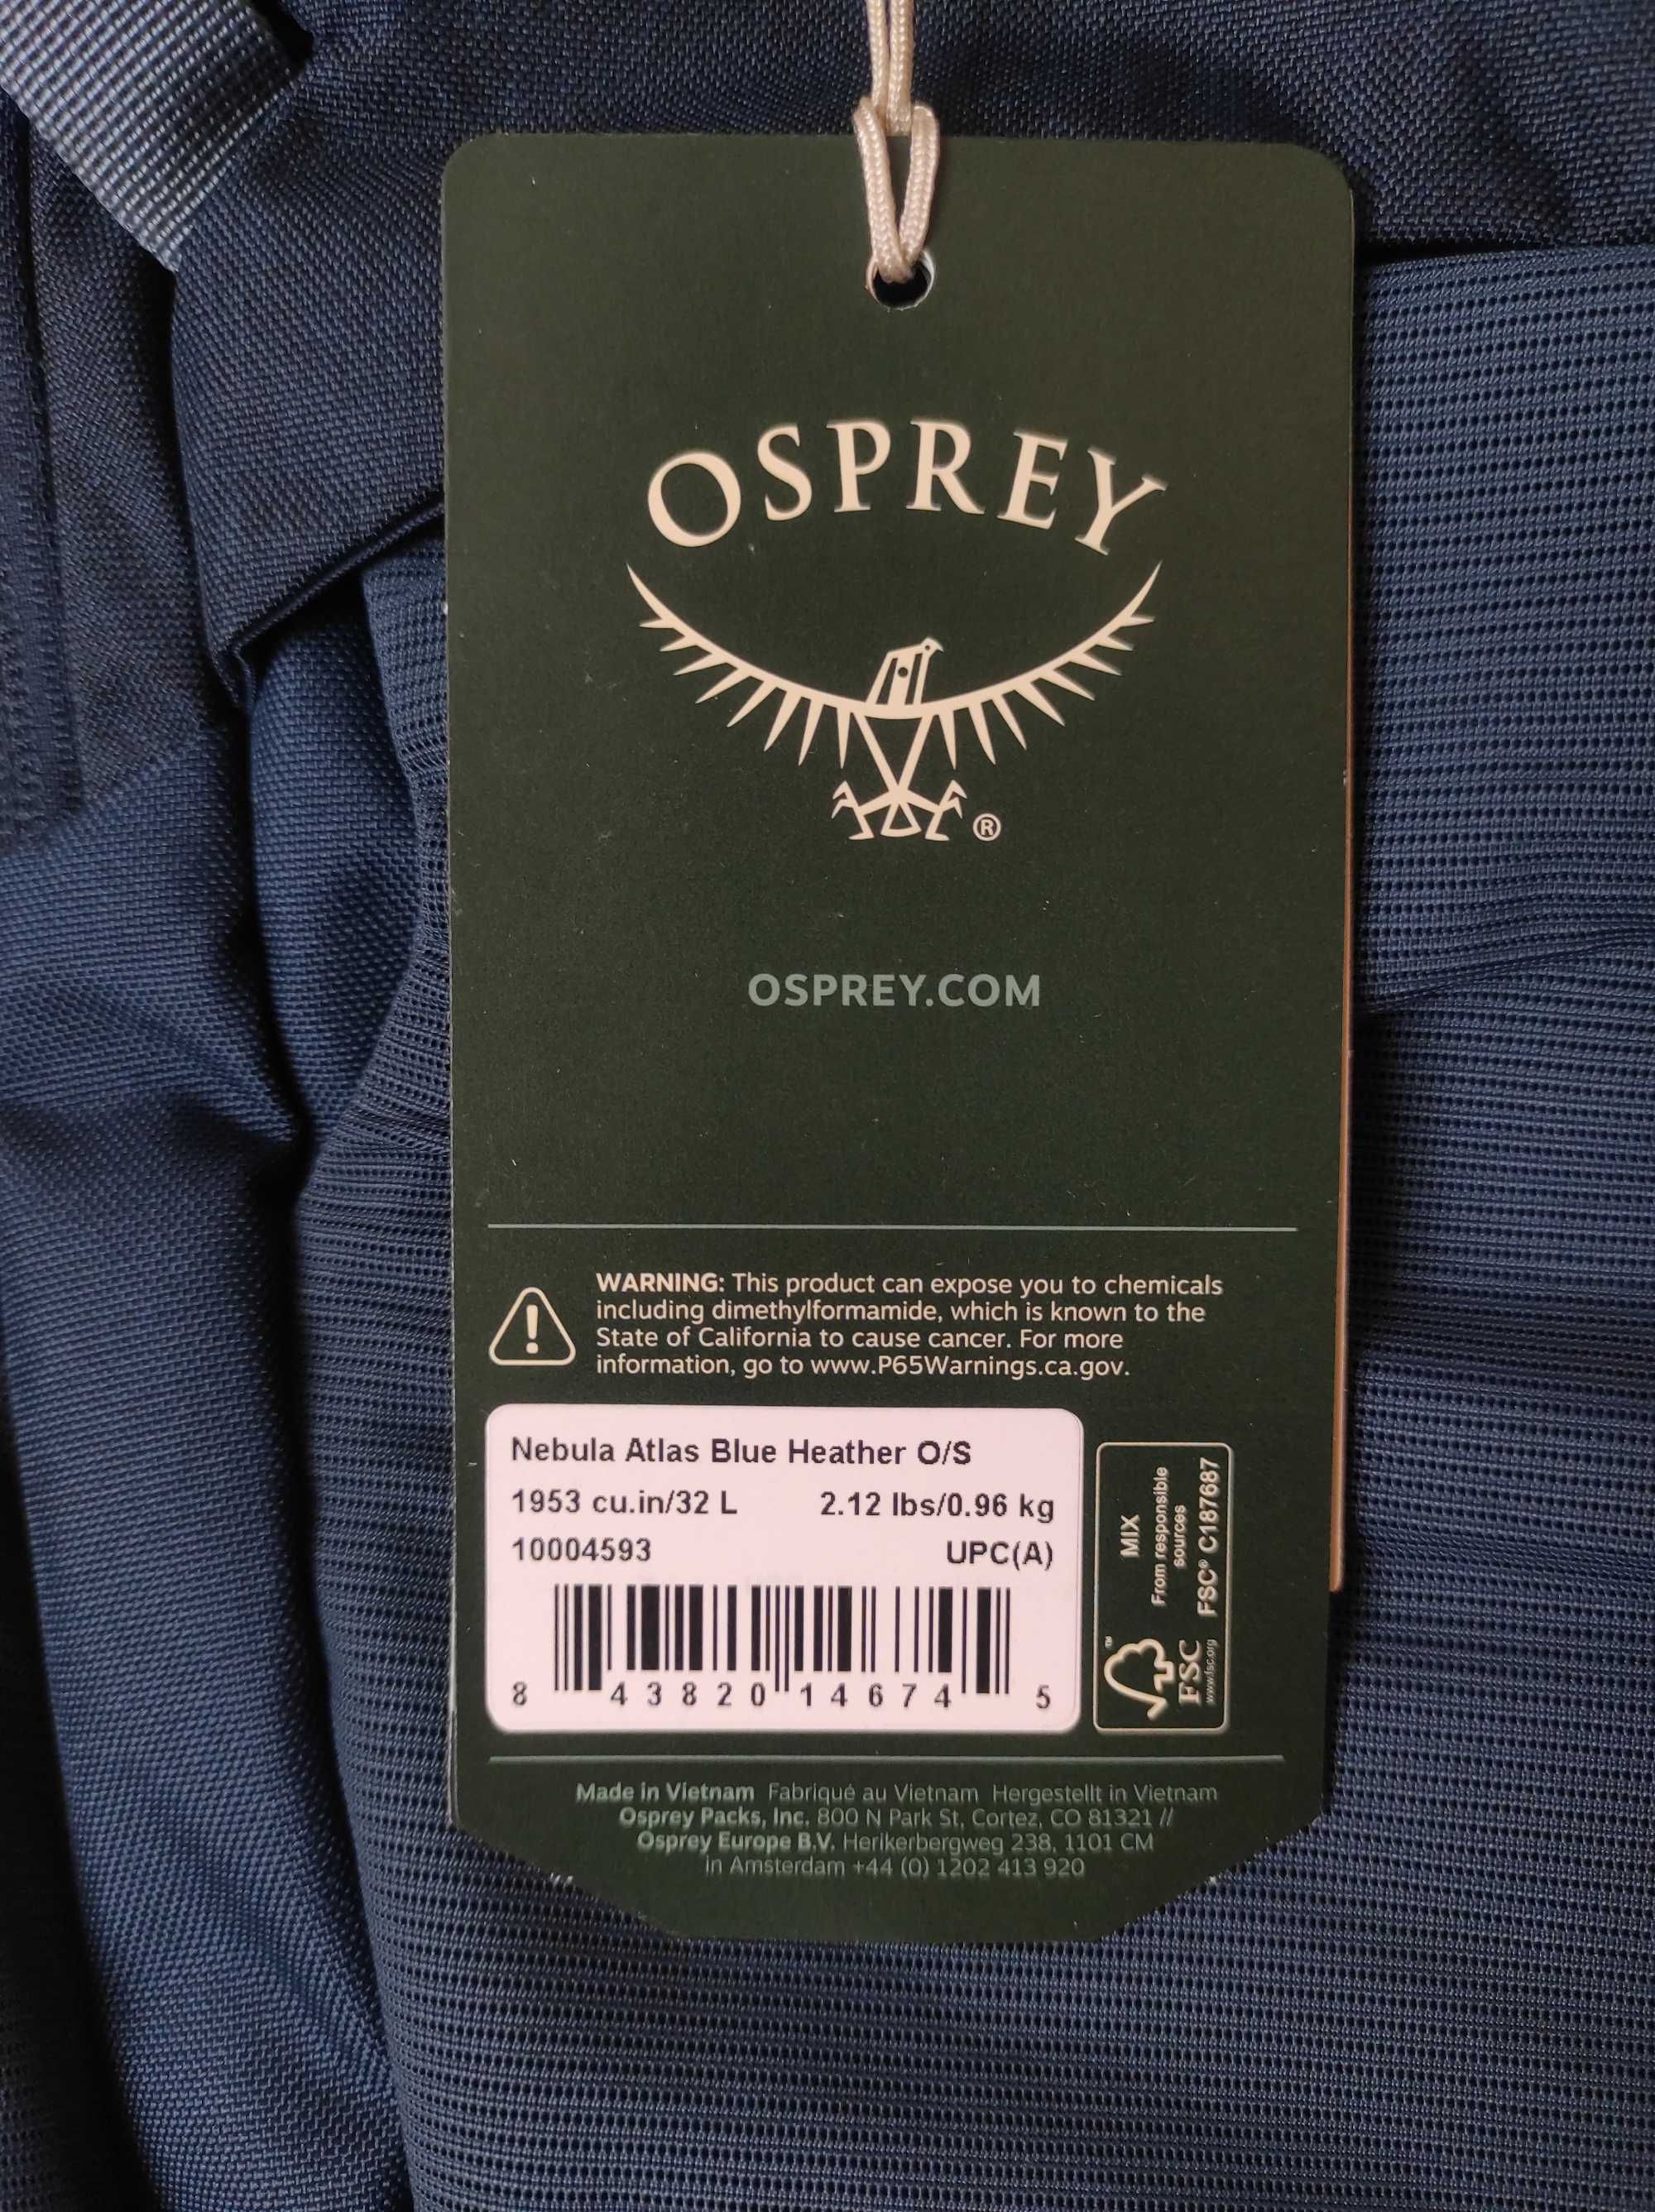 OSPREY
®
OSPREY.COM
WARNING: This product can expose you to chemicals
including dimethylformamide, which is known to the
State of California to cause cancer. For more
information, go to www.P65Warnings.ca.gov.
Nebula Atlas Blue Heather O/S
1953 cu.in/32 L 2.12 lbs/0.96 kg
10004593 UPC(A)
8 43820 14674 5
MIX
From responsible
sources
FSC® C187687
™
FSC
www.fsc.org
Made in Vietnam Fabriqué au Vietnam Hergestellt in Vietnam
Osprey Packs, Inc. 800 N Park St, Cortez, CO 81321 //
Osprey Europe B.V. Herikerbergweg 238, 1101 CM
in Amsterdam +44 (0) 1202 413 920